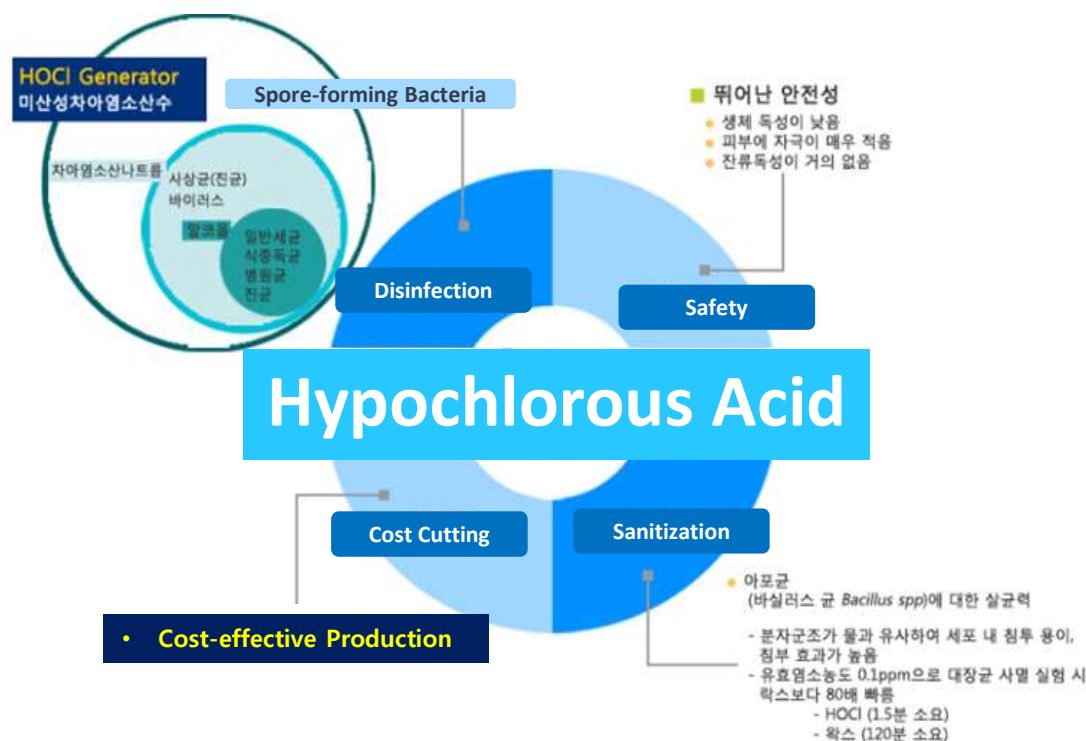 HOCl Generator
미산성차아염소산수
Spore-forming Bacteria
차아염소산나트륨
사상균(진균)
바이러스
알코올
일반세균
식중독균
병원균
진균
뛰어난 안전성
생체 독성이 낮음
피부에 자극이 매우 적음
잔류독성이 거의 없음
Disinfection
Safety
Hypochlorous Acid
Cost Cutting
Sanitization
• Cost-effective Production
아포균
(바실러스 균 Bacillus spp)에 대한 살균력
- 분자군조가 물과 유사하여 세포 내 침투 용이,
침부 효과가 높음
- 유효염소농도 0.1ppm으로 대장균 사멸 실험 시
락스보다 80배 빠름
- HOCl (1.5분 소요)
- 왁스 (120분 소요)